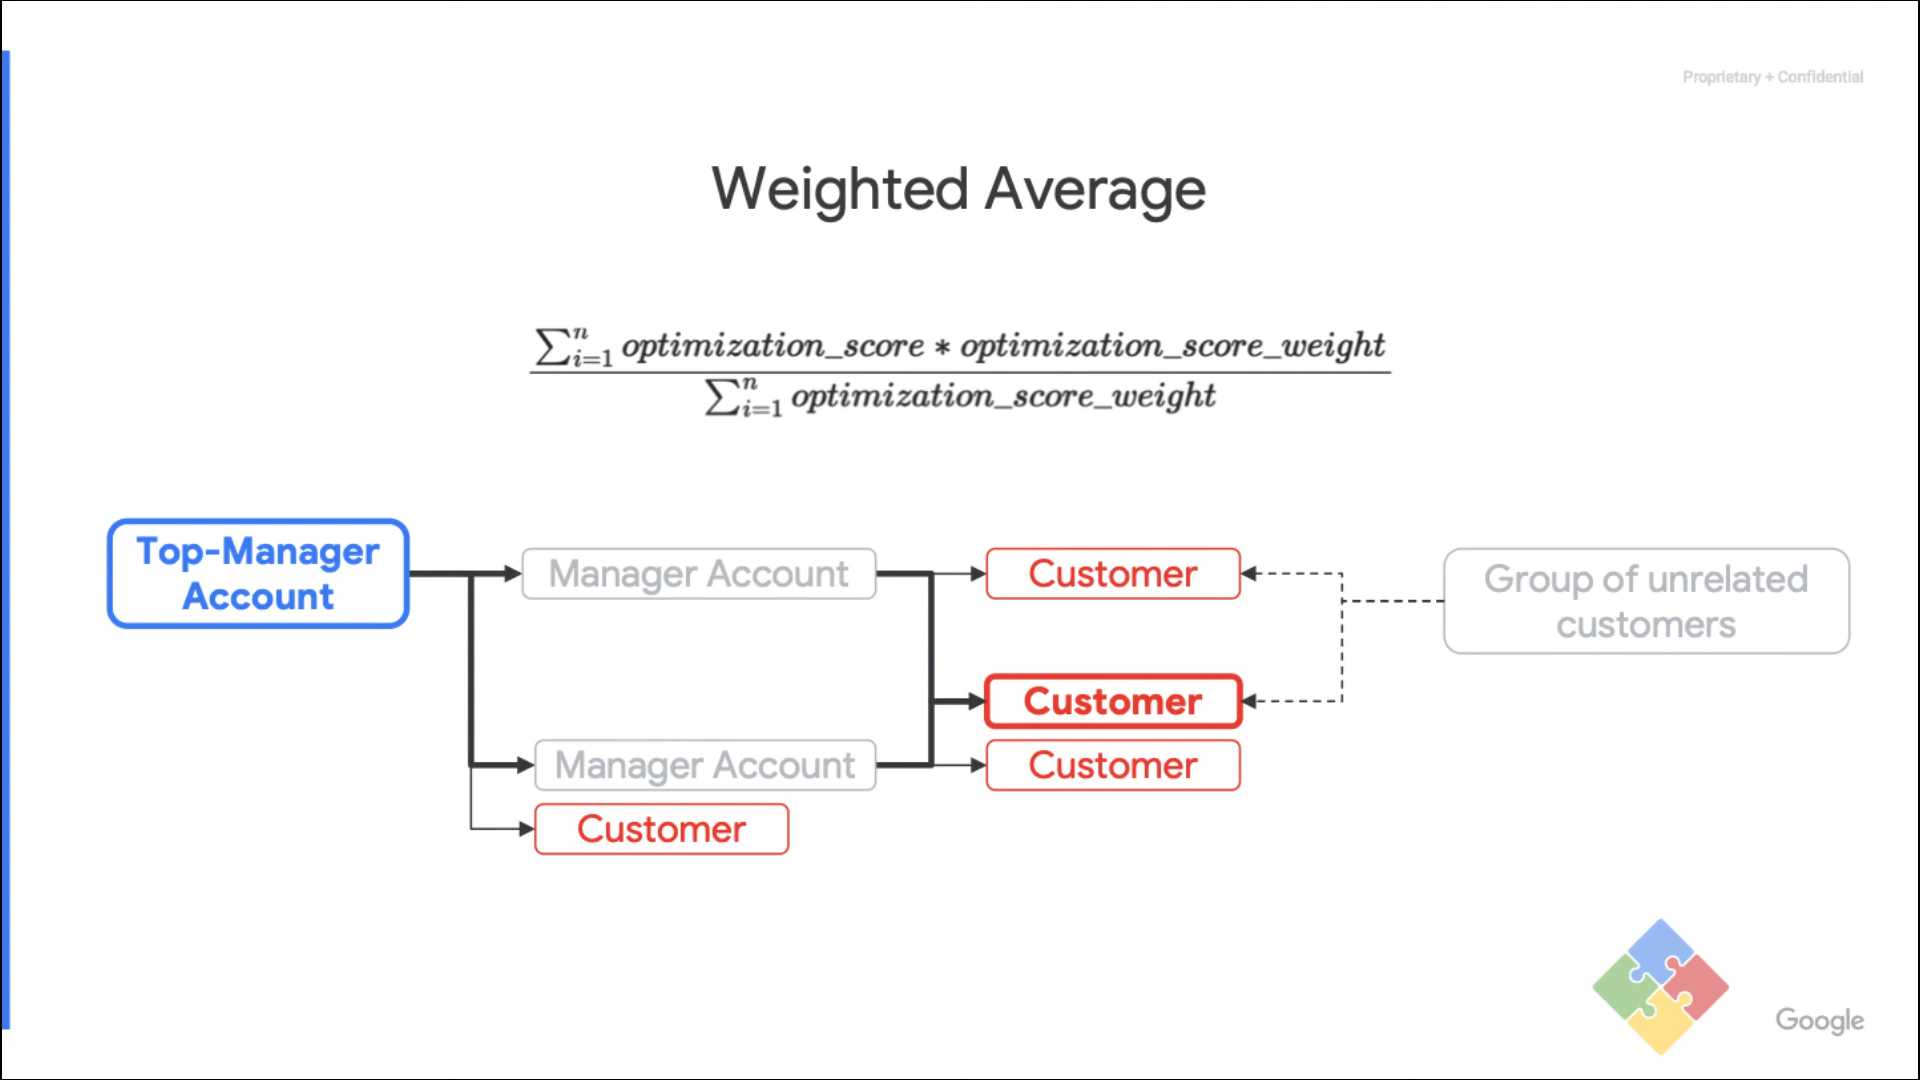 Proprietary + Confidential
Weighted Average
∑ⁿᵢ₌₁ optimization_score * optimization_score_weight
∑ⁿᵢ₌₁ optimization_score_weight
Top-Manager
Account
Manager Account
Customer
Group of unrelated
customers
Customer
Manager Account
Customer
Customer
Google